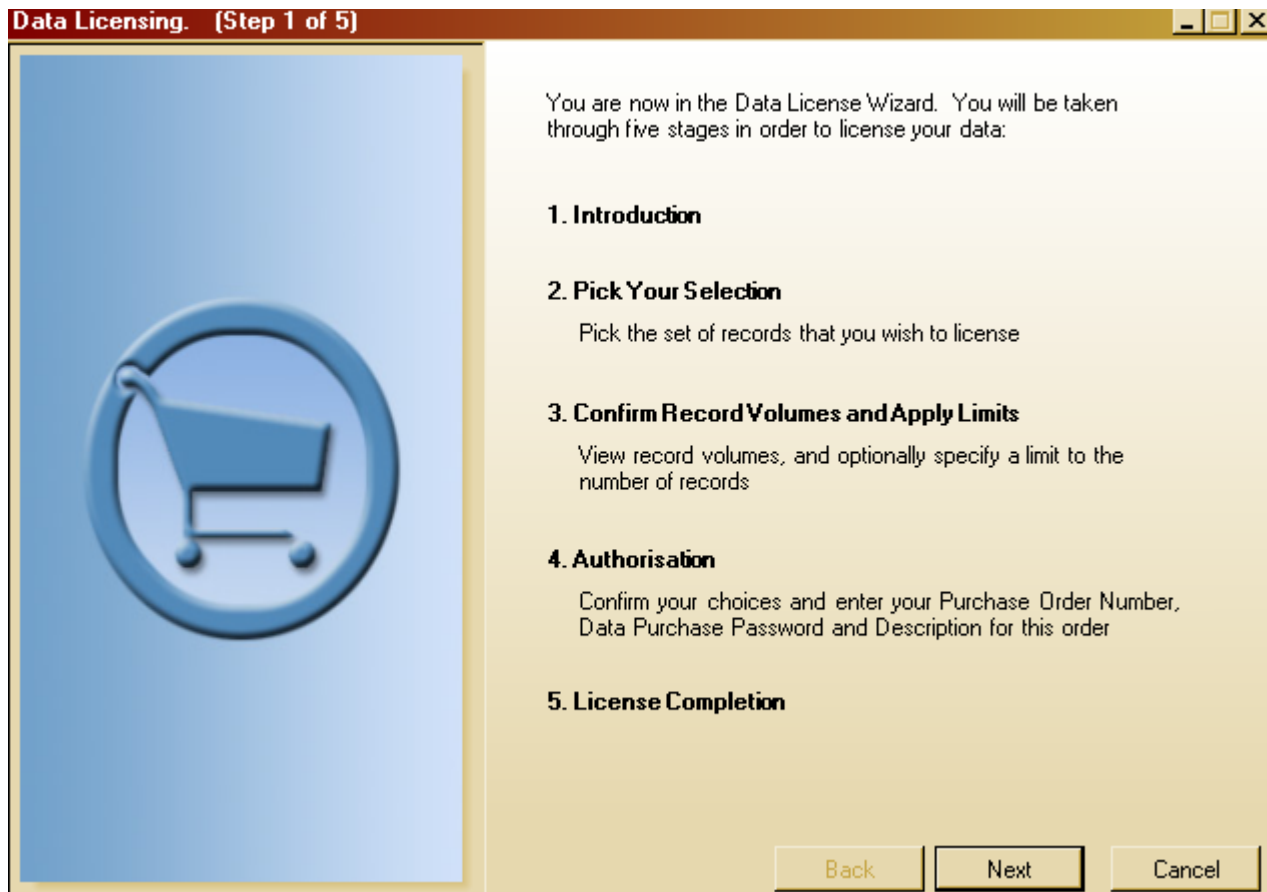 Data Licensing. (Step 1 of 5)
You are now in the Data License Wizard. You will be taken
through five stages in order to license your data:
1. Introduction
2. Pick Your Selection
Pick the set of records that you wish to license
3. Confirm Record Volumes and Apply Limits
View record volumes, and optionally specify a limit to the
number of records
4. Authorisation
Confirm your choices and enter your Purchase Order Number,
Data Purchase Password and Description for this order
5. License Completion
Back Next Cancel